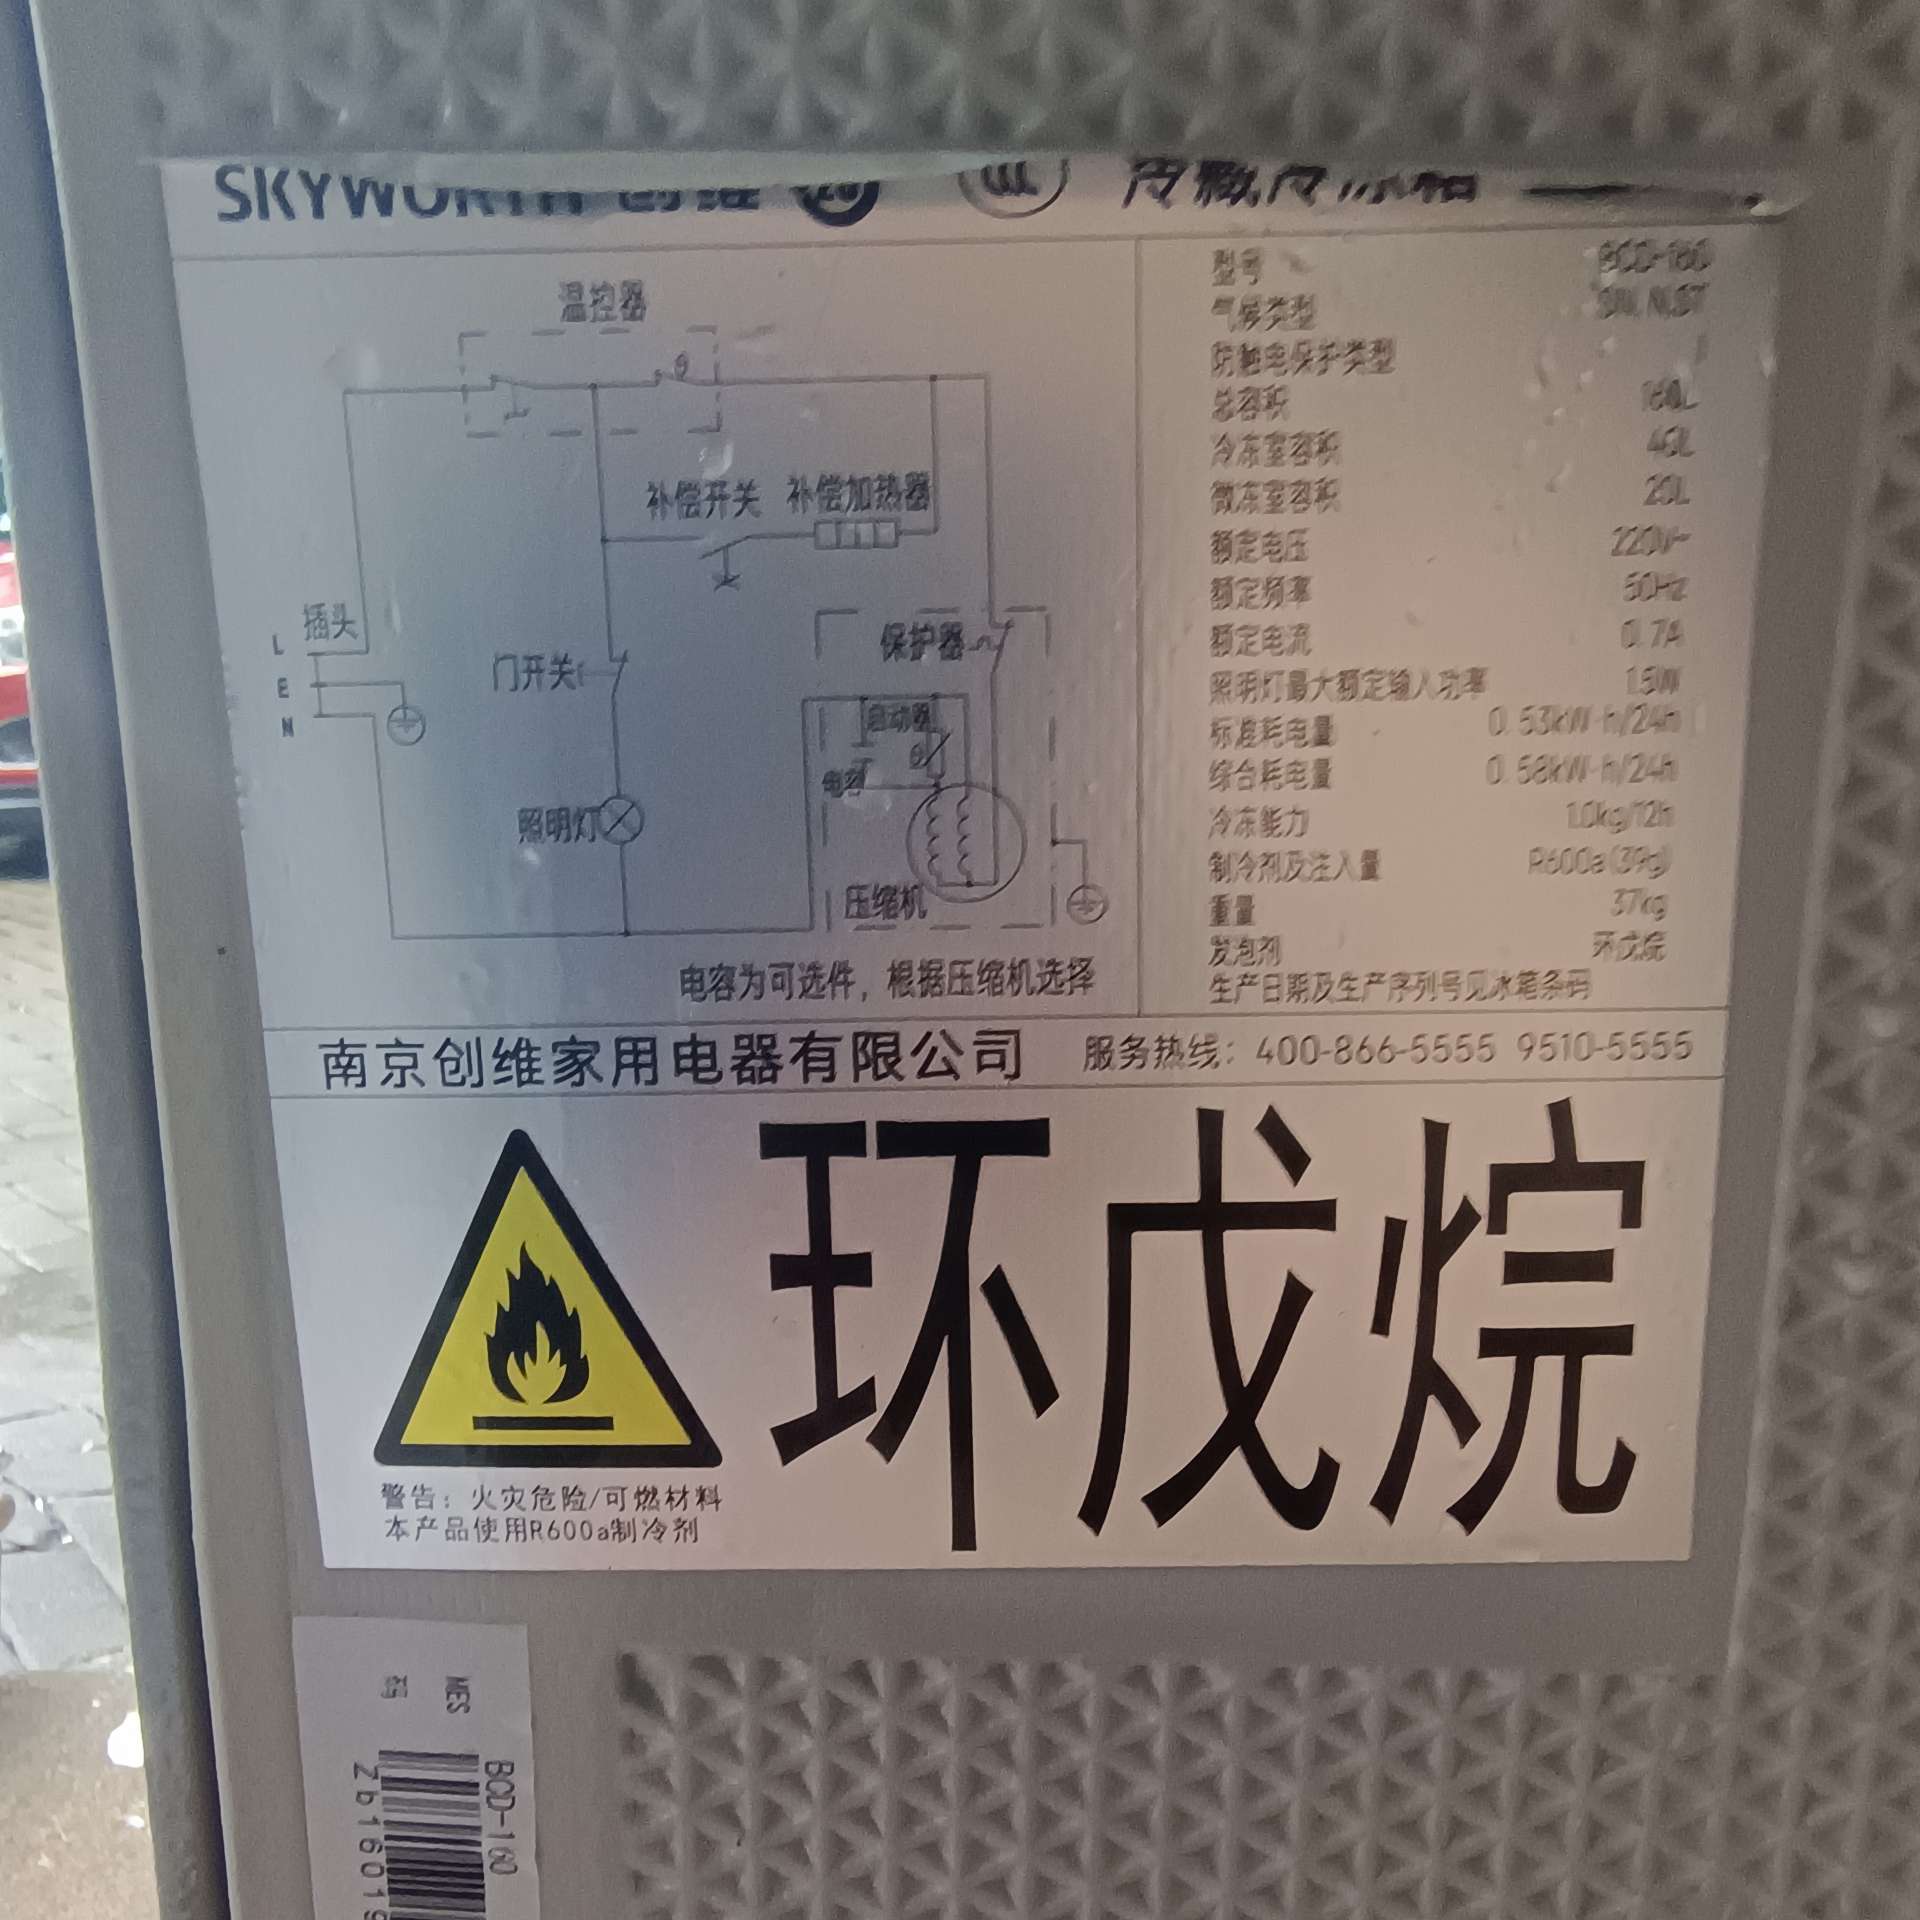 SKYWORTH 创维
冷藏冷冻箱
温控器
补偿开关 补偿加热器
插头
L
E
N
门开关
保护器
启动器
电容
照明灯
压缩机
电容为可选件，根据压缩机选择
型号 BCD-160
气候类型 SN,N,ST
防触电保护类型 I
总容积 160L
冷冻室容积
微冻室容积 20L
额定电压 220V~
额定频率 50Hz
额定电流 0.7A
照明灯最大额定输入功率 1.5W
标准耗电量 0.53kW·h/24h
综合耗电量 0.58kW·h/24h
冷冻能力 1.0kg/12h
制冷剂及注入量 R600a(39g)
重量 37kg
发泡剂 环戊烷
生产日期及生产序列号见冰箱条码
南京创维家用电器有限公司 服务热线：400-866-5555 9510-5555
环戊烷
警告：火灾危险/可燃材料
本产品使用R600a制冷剂
MES
码
BCD-160
Zb16019